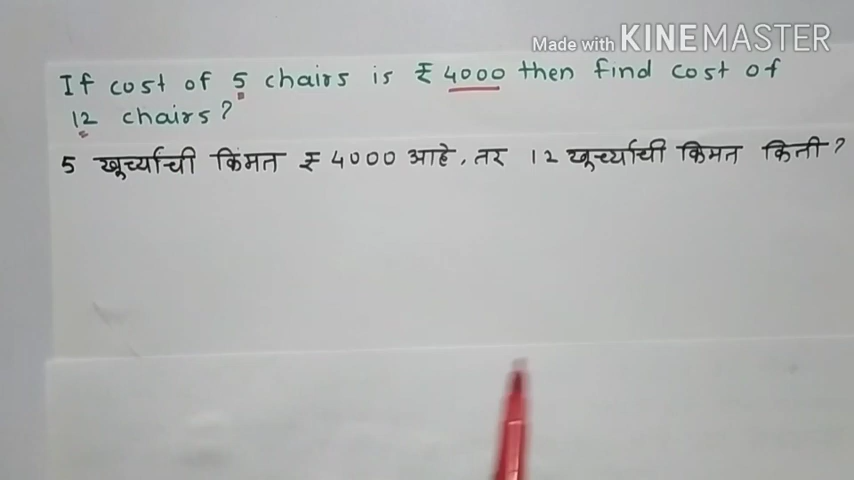 Made with KINEMASTER
If cost of 5 chairs is ₹ 4000 then find cost of
12 chairs?
5 खूर्च्यांची किंमत ₹ 4000 आहे, तर 12 खूर्च्यांची किंमत किती?